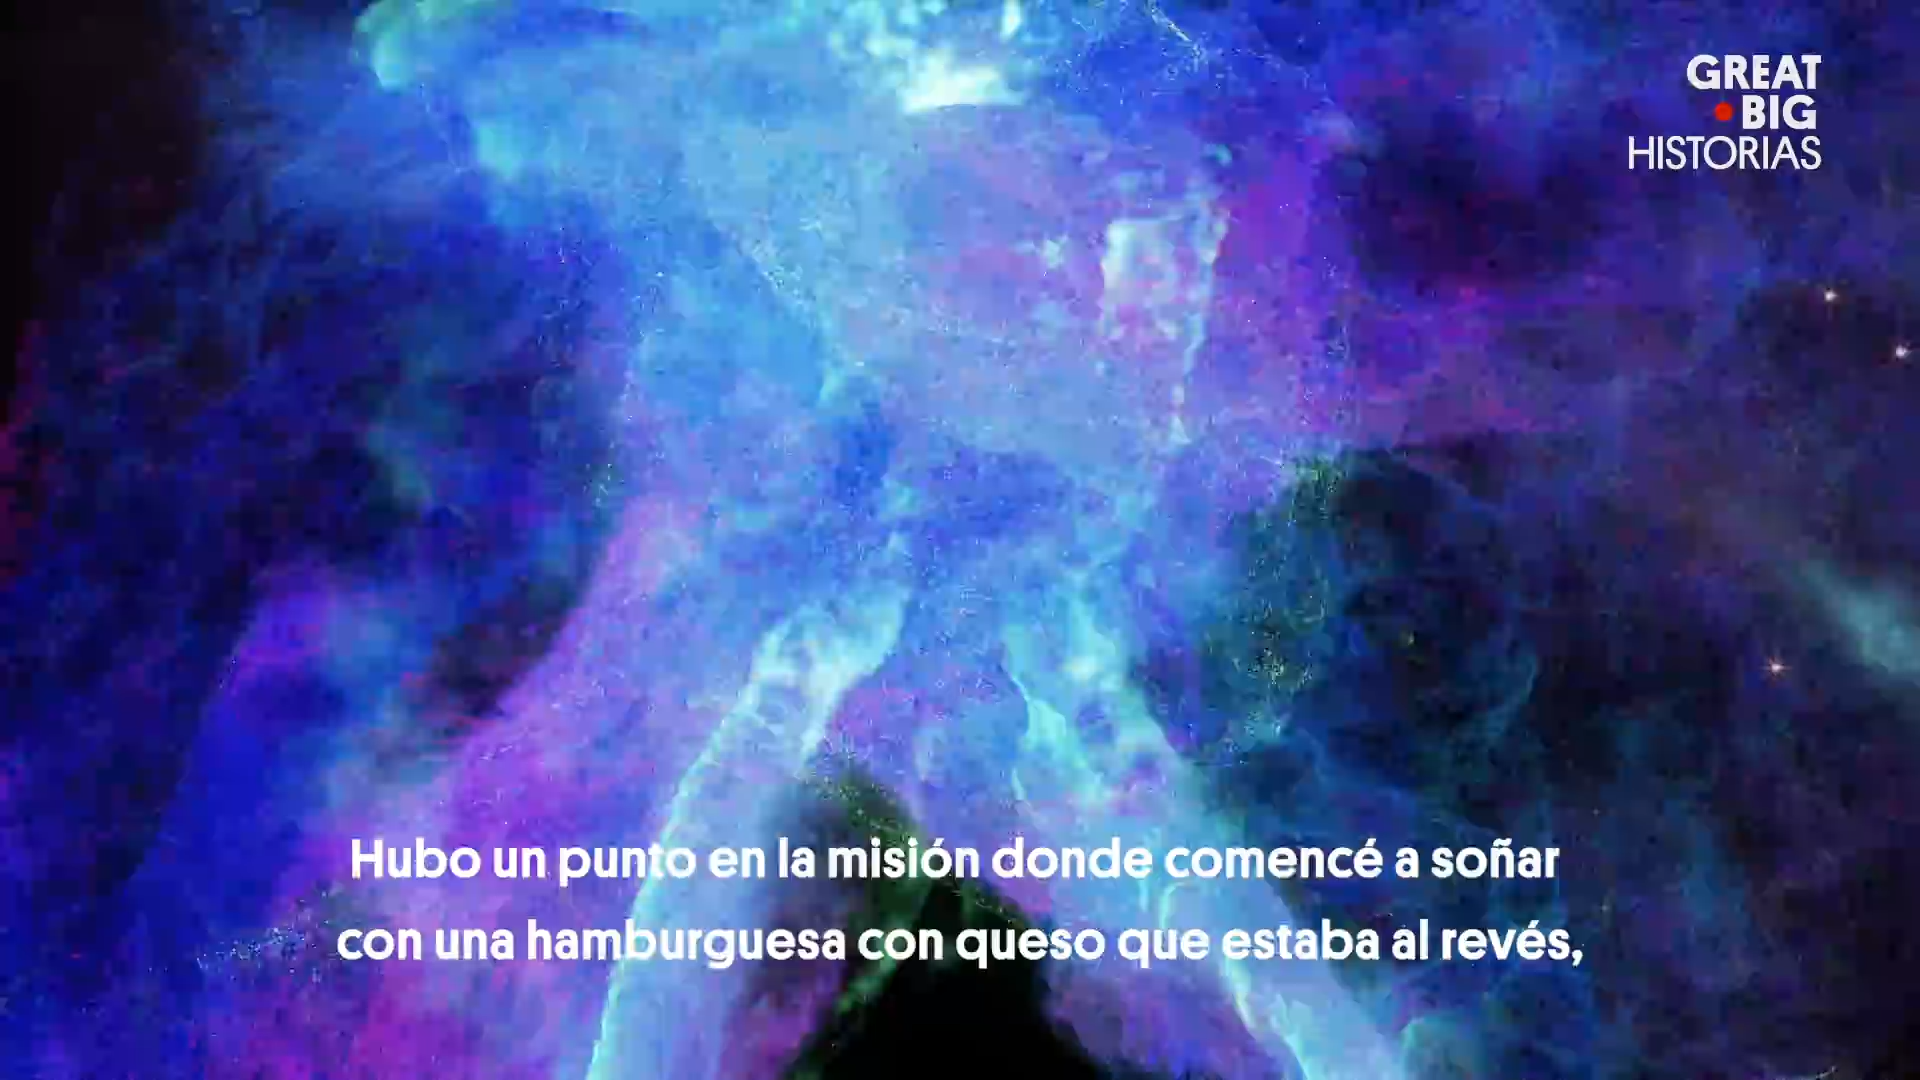 GREAT
BIG
HISTORIAS
Hubo un punto en la misión donde comencé a soñar
con una hamburguesa con queso que estaba al revés,